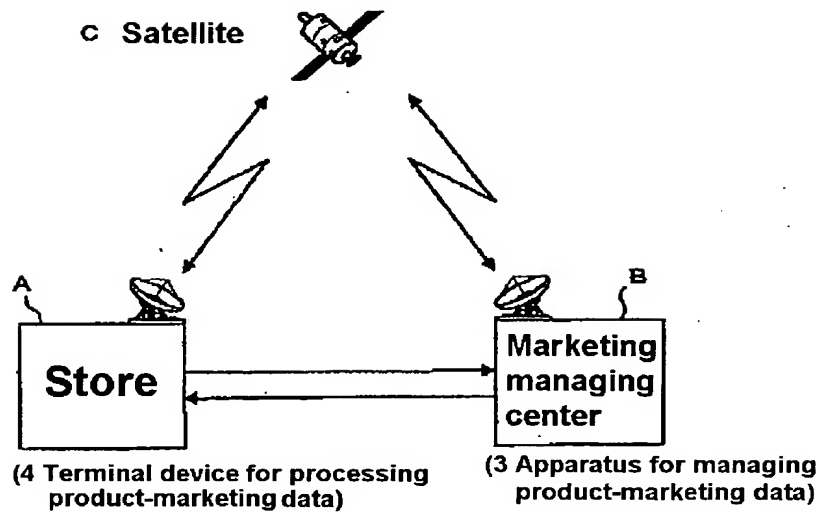 C Satellite
A
B
Store
Marketing
managing
center
(4 Terminal device for processing
product-marketing data)
(3 Apparatus for managing
product-marketing data)